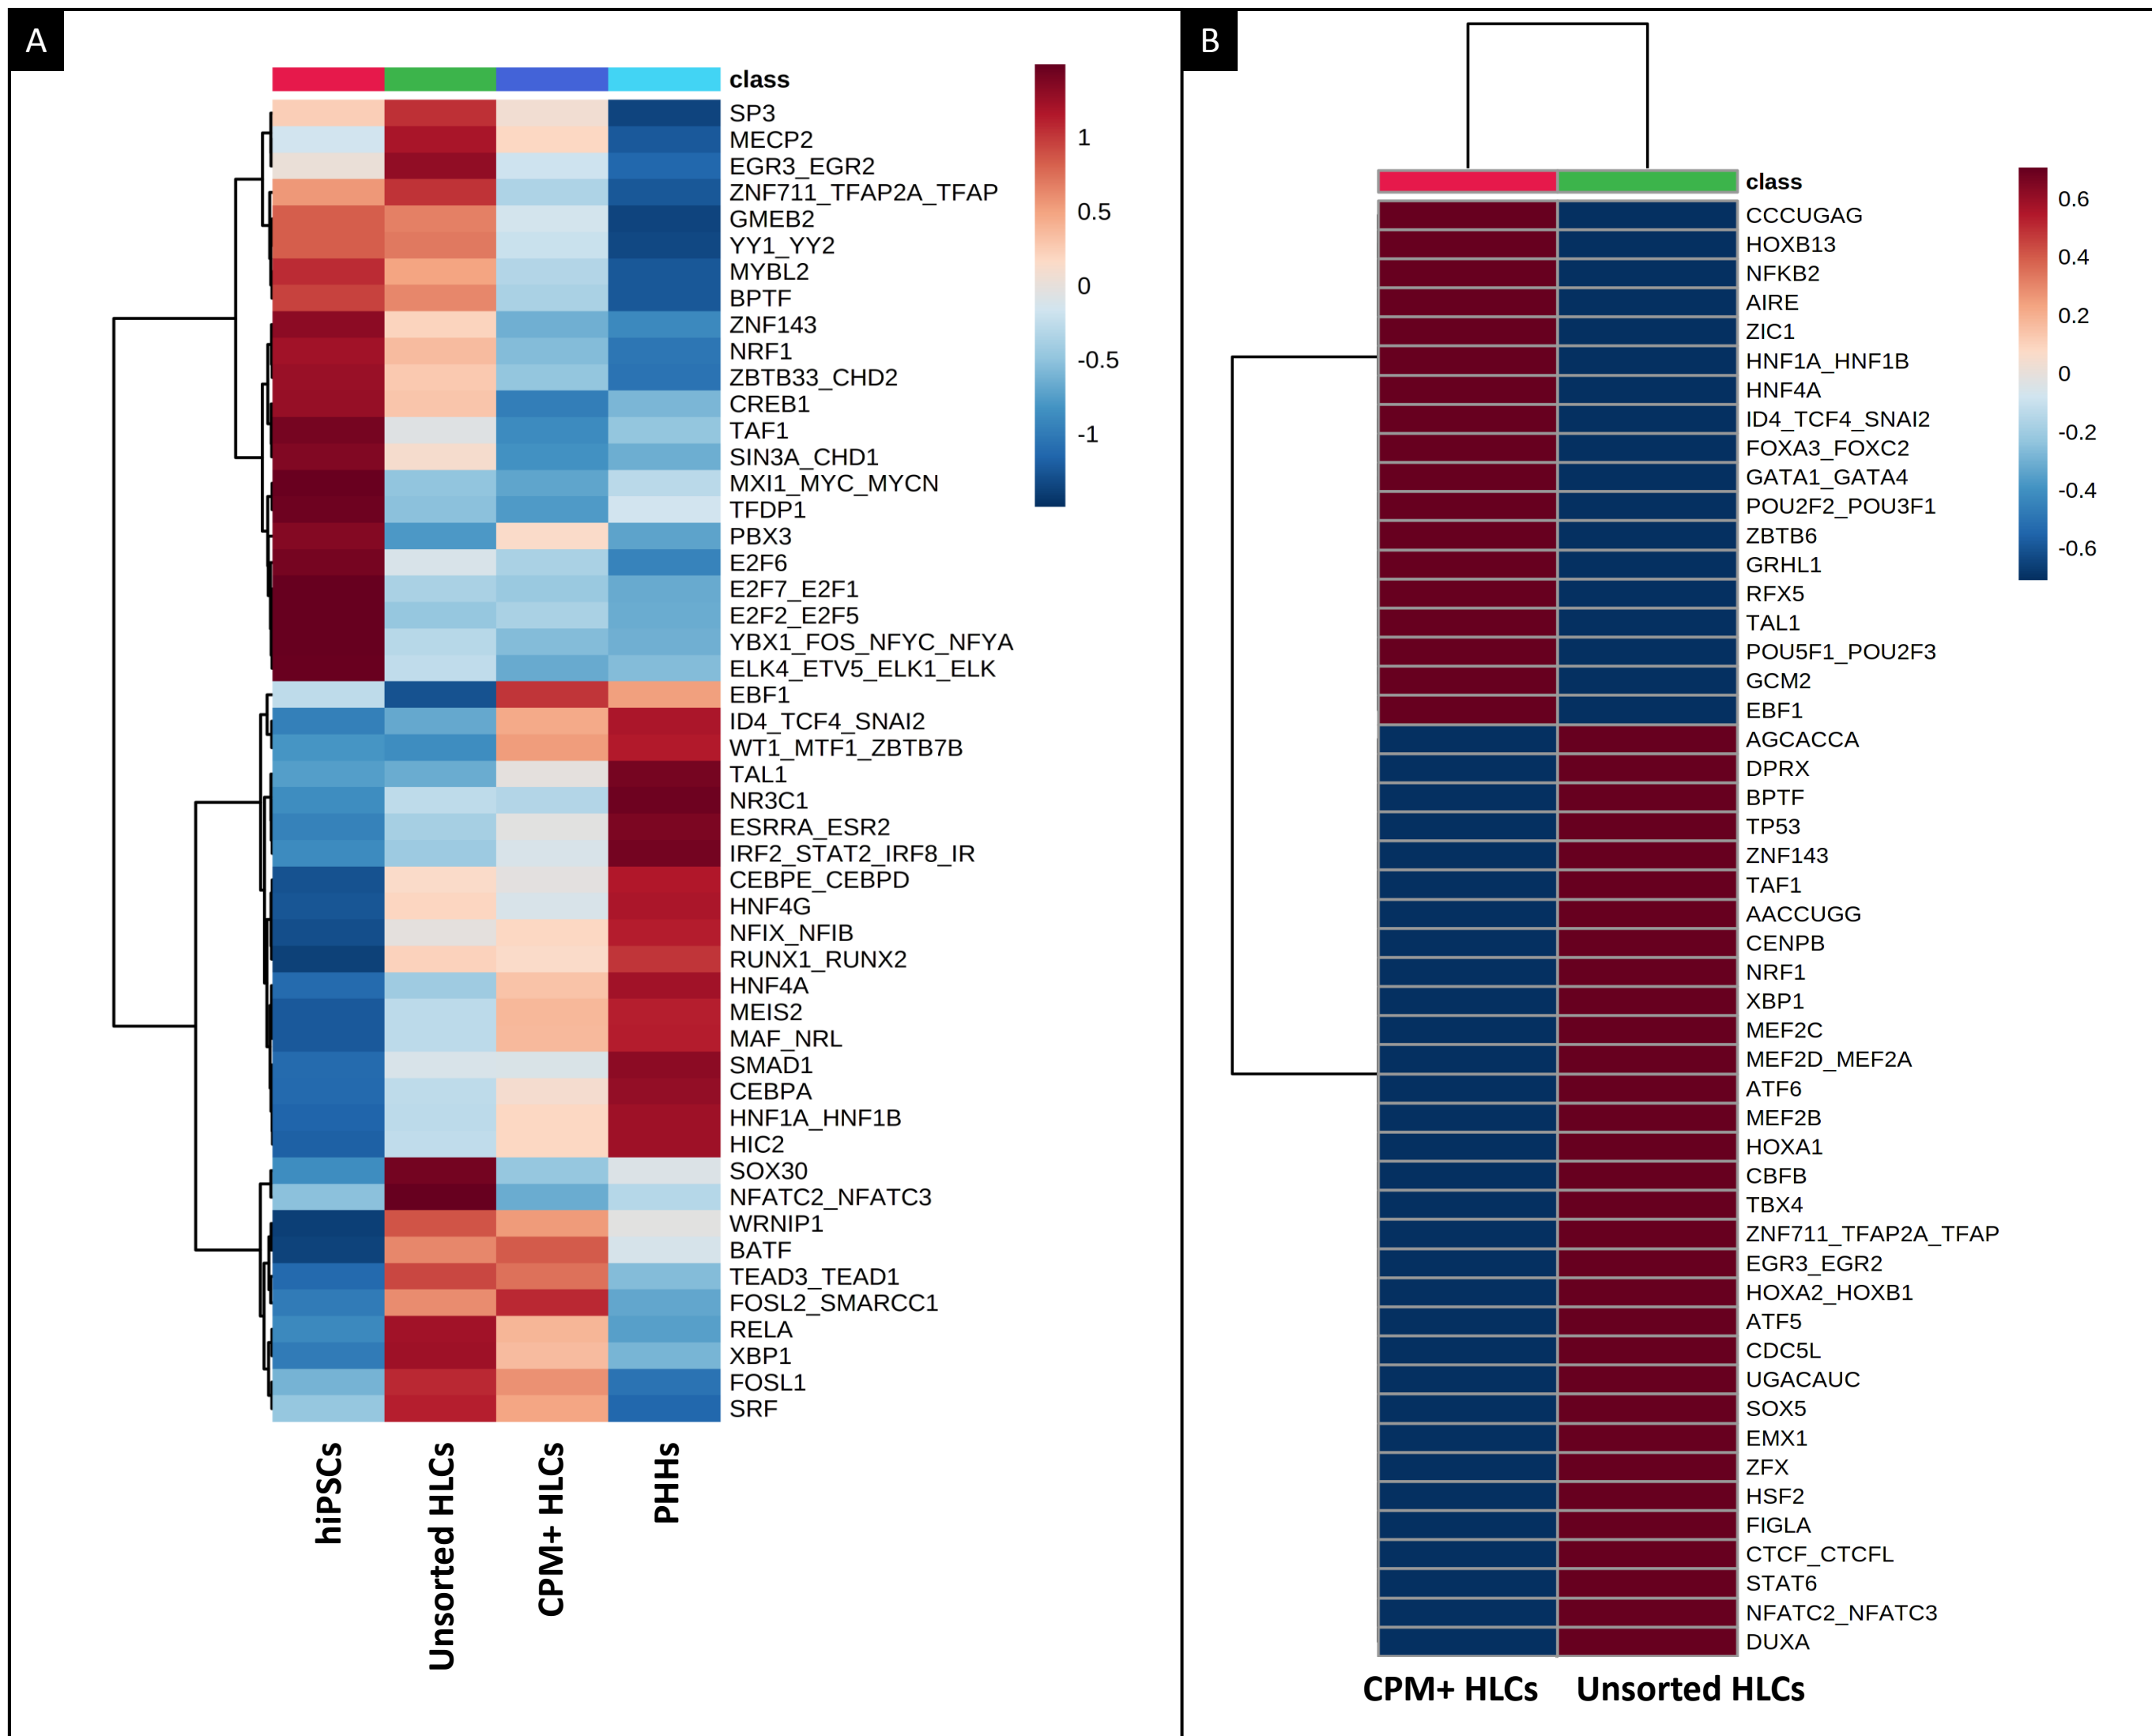 A
class
SP3
MECP2
EGR3_EGR2
ZNF711_TFAP2A_TFAP
GMEB2
YY1_YY2
MYBL2
BPTF
ZNF143
NRF1
ZBTB33_CHD2
CREB1
TAF1
SIN3A_CHD1
MXI1_MYC_MYCN
TFDP1
PBX3
E2F6
E2F7_E2F1
E2F2_E2F5
YBX1_FOS_NFYC_NFYA
ELK4_ETV5_ELK1_ELK
EBF1
ID4_TCF4_SNAI2
WT1_MTF1_ZBTB7B
TAL1
NR3C1
ESRRA_ESR2
IRF2_STAT2_IRF8_IR
CEBPE_CEBPD
HNF4G
NFIX_NFIB
RUNX1_RUNX2
HNF4A
MEIS2
MAF_NRL
SMAD1
CEBPA
HNF1A_HNF1B
HIC2
SOX30
NFATC2_NFATC3
WRNIP1
BATF
TEAD3_TEAD1
FOSL2_SMARCC1
RELA
XBP1
FOSL1
SRF
1
0.5
0
-0.5
-1
hiPSCs
Unsorted HLCs
CPM+ HLCs
PHHs
B
class
CCCUGAG
HOXB13
NFKB2
AIRE
ZIC1
HNF1A_HNF1B
HNF4A
ID4_TCF4_SNAI2
FOXA3_FOXC2
GATA1_GATA4
POU2F2_POU3F1
ZBTB6
GRHL1
RFX5
TAL1
POU5F1_POU2F3
GCM2
EBF1
AGCACCA
DPRX
BPTF
TP53
ZNF143
TAF1
AACCUGG
CENPB
NRF1
XBP1
MEF2C
MEF2D_MEF2A
ATF6
MEF2B
HOXA1
CBFB
TBX4
ZNF711_TFAP2A_TFAP
EGR3_EGR2
HOXA2_HOXB1
ATF5
CDC5L
UGACAUC
SOX5
EMX1
ZFX
HSF2
FIGLA
CTCF_CTCFL
STAT6
NFATC2_NFATC3
DUXA
0.6
0.4
0.2
0
-0.2
-0.4
-0.6
CPM+ HLCs
Unsorted HLCs